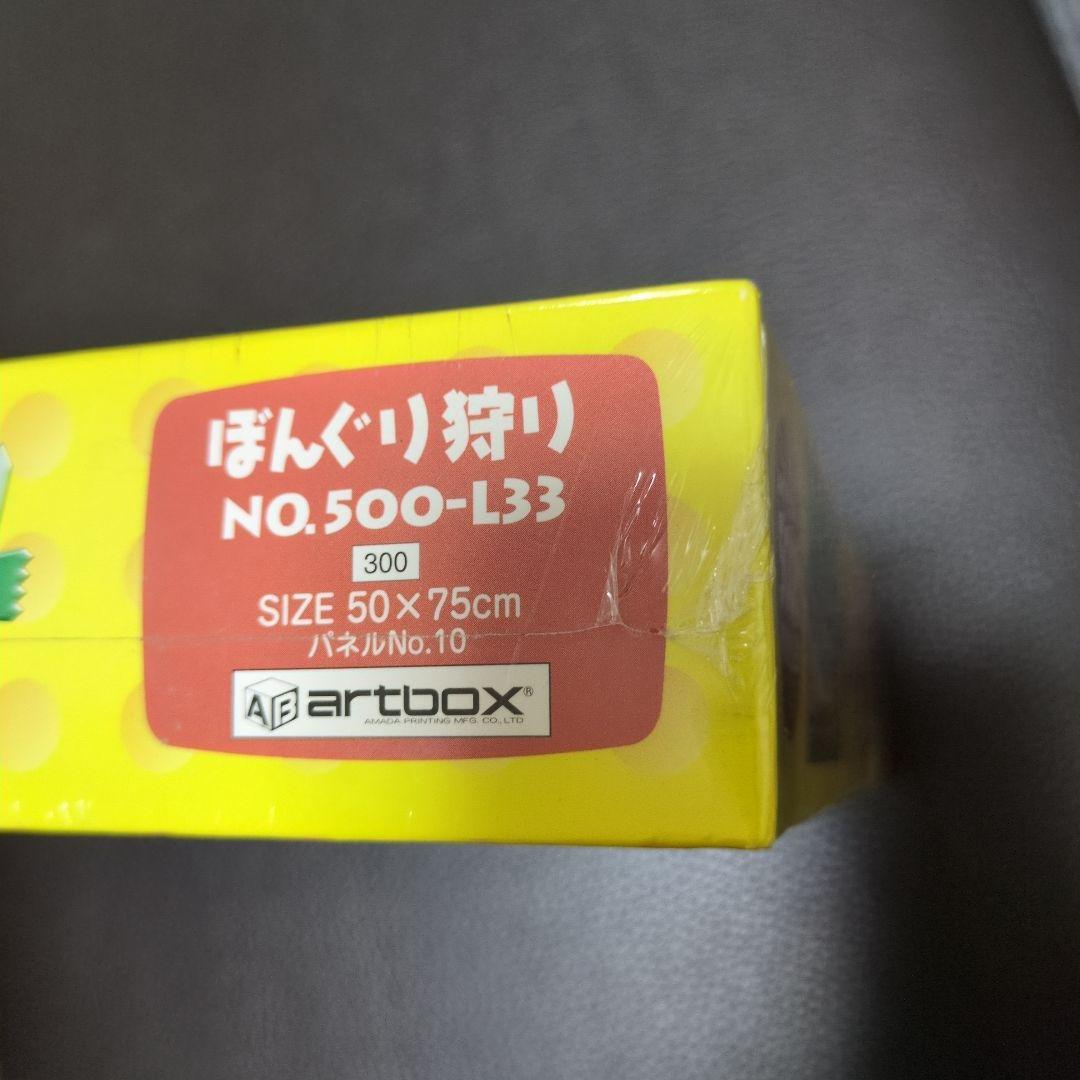 ぼんぐり狩り
NO.500-L33
300
SIZE 50×75cm
パネルNo.10
AB artbox®
AMADA PRINTING MFG. CO., LTD